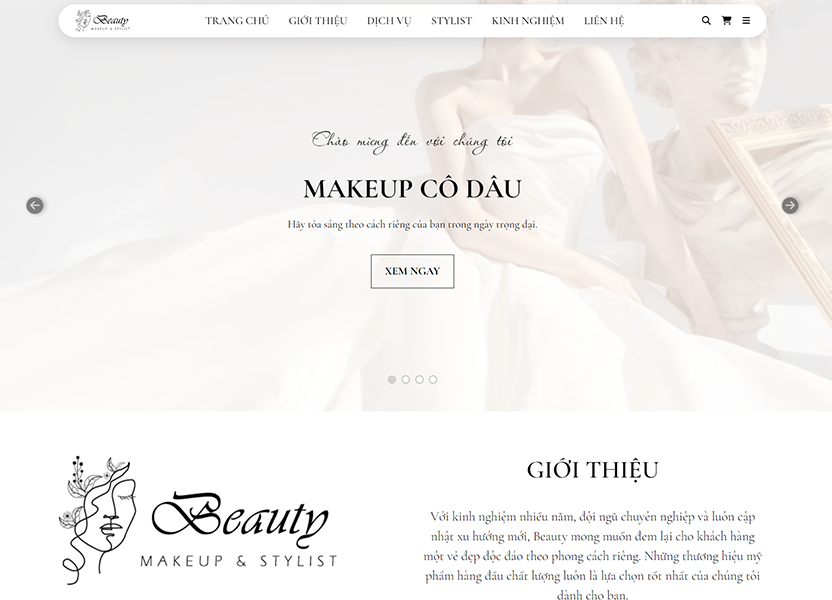 Beauty
MAKEUP & STYLIST
TRANG CHỦ GIỚI THIỆU DỊCH VỤ STYLIST KINH NGHIỆM LIÊN HỆ
Chào mừng đến với chúng tôi
MAKEUP CÔ DÂU
Hãy tỏa sáng theo cách riêng của bạn trong ngày trọng đại.
XEM NGAY
Beauty
MAKEUP & STYLIST
GIỚI THIỆU
Với kinh nghiệm nhiều năm, đội ngũ chuyên nghiệp và luôn cập
nhật xu hướng mới, Beauty mong muốn đem lại cho khách hàng
một vẻ đẹp độc đáo theo phong cách riêng. Những thương hiệu mỹ
phẩm hàng đầu chất lượng luôn là lựa chọn tốt nhất của chúng tôi
dành cho bạn.